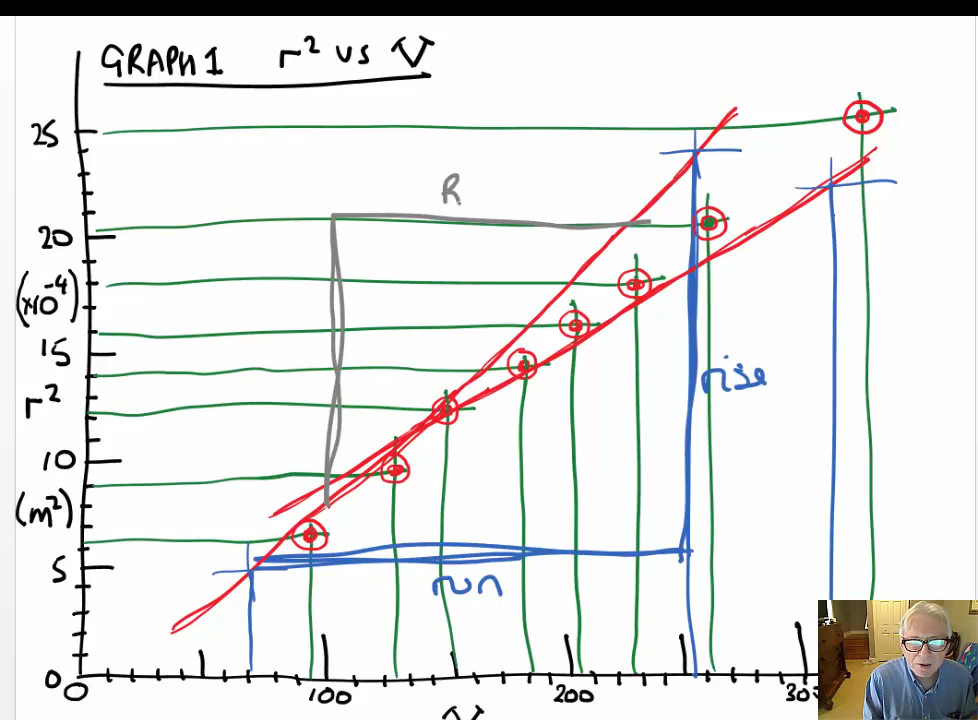 GRAPH 1 r² vs V
25
R
20
(x10⁻⁴)
15
rise
r²
10
(m²)
5
run
0
0 100 200 300
V